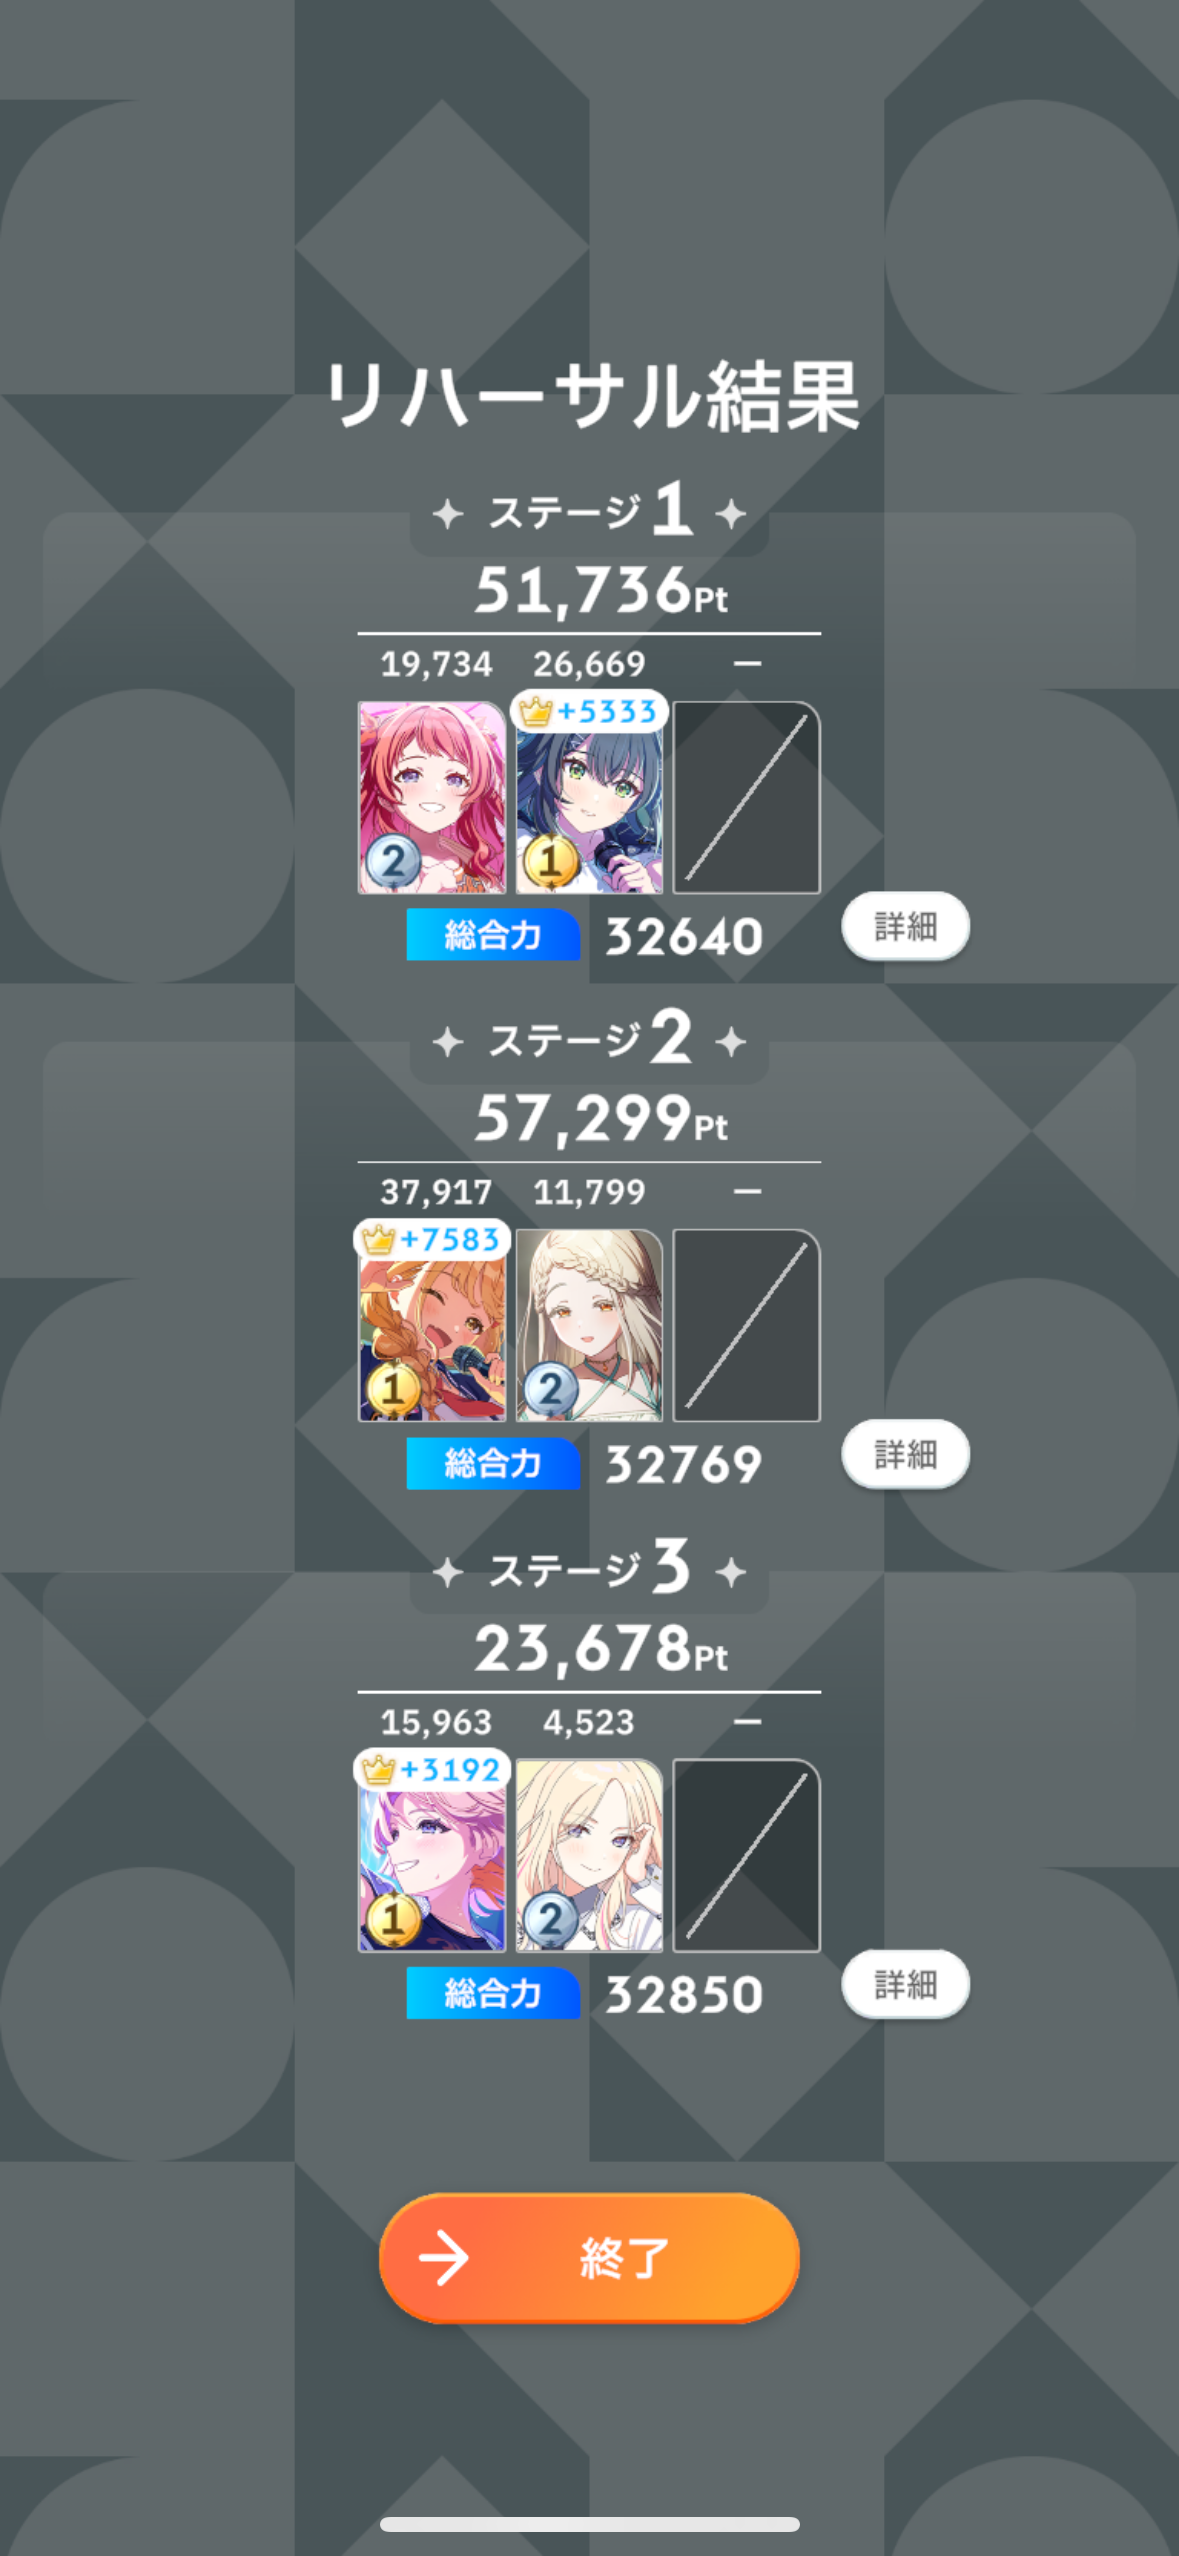 リハーサル結果
ステージ1
51,736Pt
19,734 26,669 ー
+5333
2 1
総合力 32640 詳細
ステージ2
57,299Pt
37,917 11,799 ー
+7583
1 2
総合力 32769 詳細
ステージ3
23,678Pt
15,963 4,523 ー
+3192
1 2
総合力 32850 詳細
終了